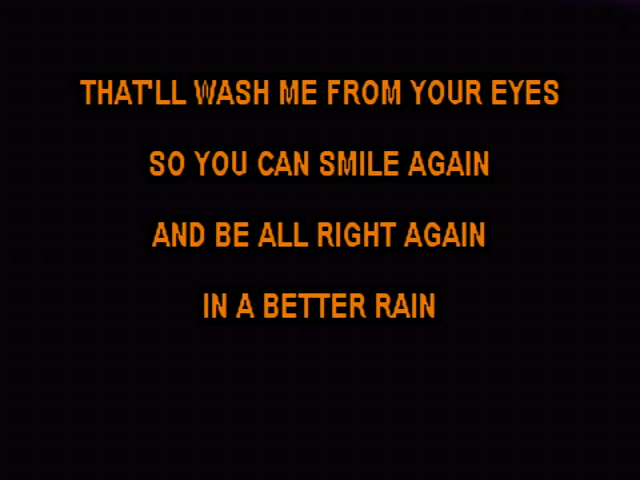 THAT'LL WASH ME FROM YOUR EYES
SO YOU CAN SMILE AGAIN
AND BE ALL RIGHT AGAIN
IN A BETTER RAIN